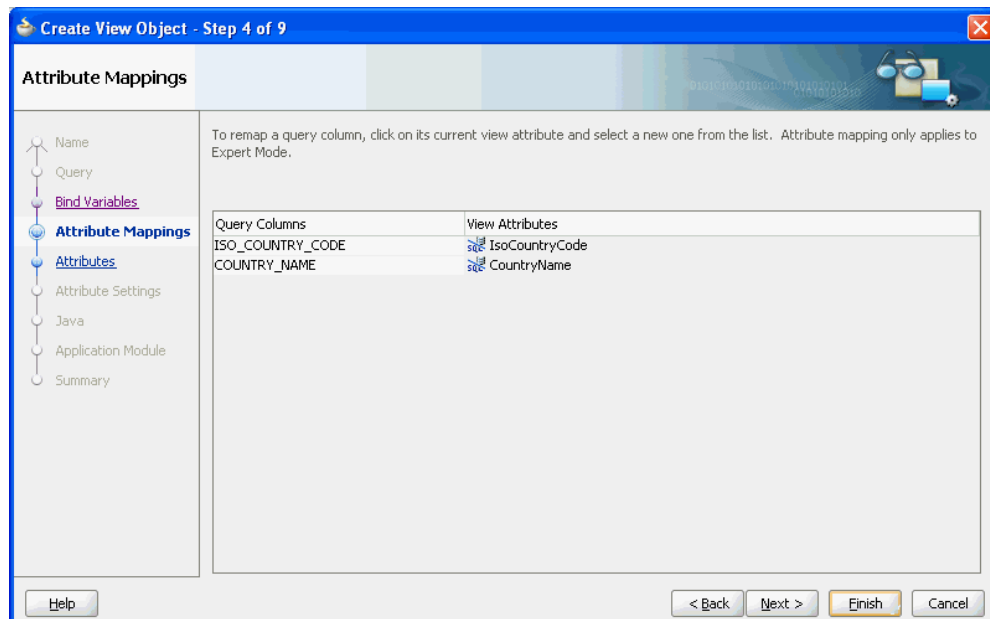 Create View Object - Step 4 of 9
Attribute Mappings
Name
Query
Bind Variables
Attribute Mappings
Attributes
Attribute Settings
Java
Application Module
Summary
To remap a query column, click on its current view attribute and select a new one from the list. Attribute mapping only applies to
Expert Mode.
Query Columns View Attributes
ISO_COUNTRY_CODE IsoCountryCode
COUNTRY_NAME CountryName
Help < Back Next > Finish Cancel